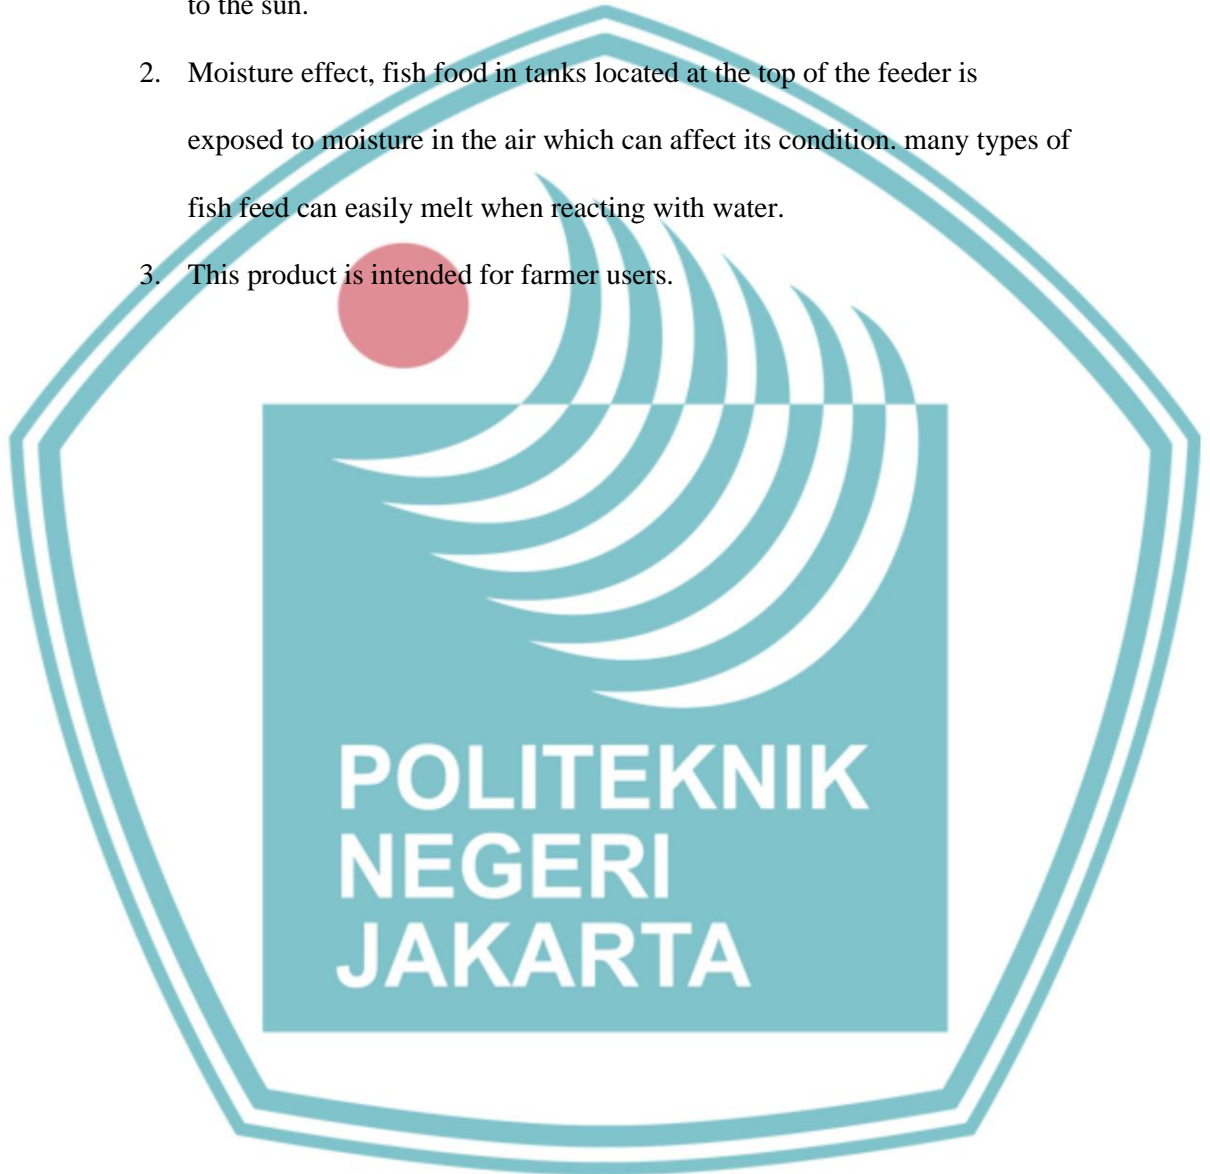 to the sun.
2. Moisture effect, fish food in tanks located at the top of the feeder is
exposed to moisture in the air which can affect its condition. many types of
fish feed can easily melt when reacting with water.
3. This product is intended for farmer users.
POLITEKNIK
NEGERI
JAKARTA